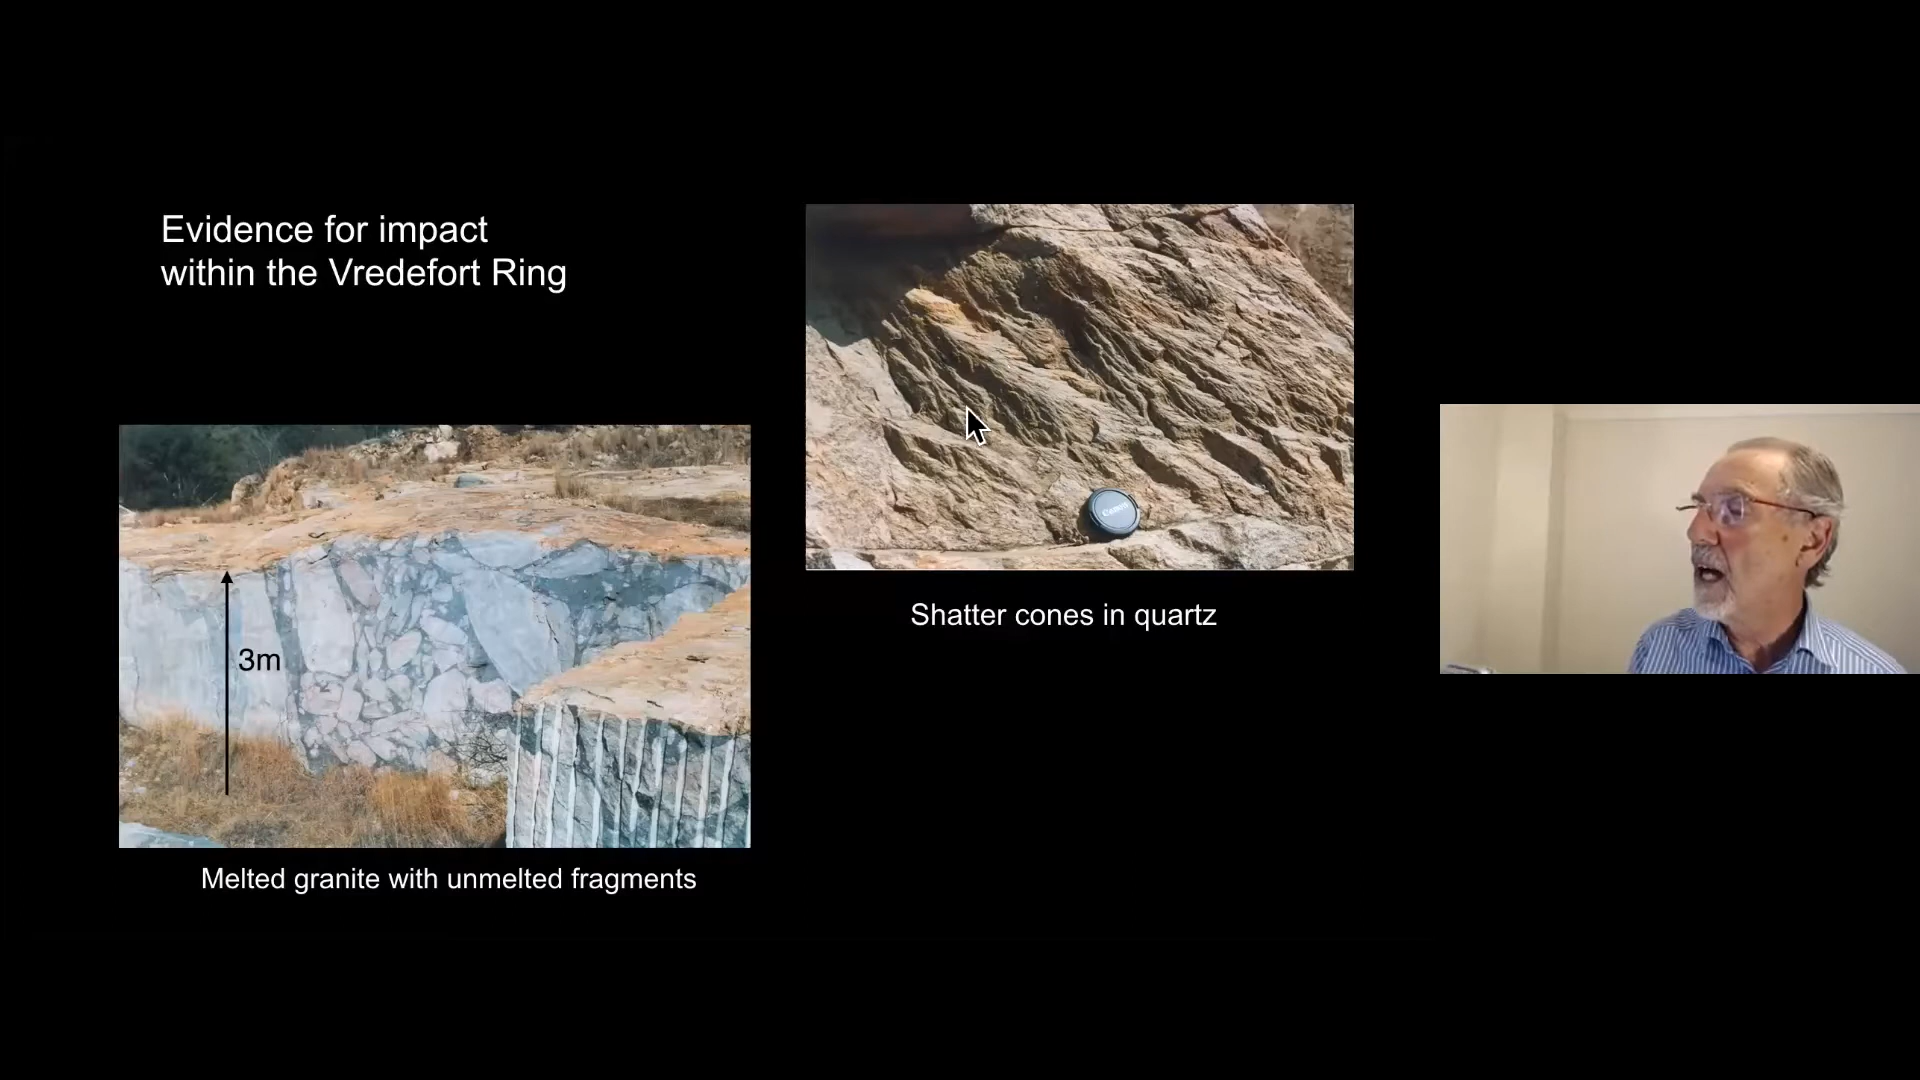 Evidence for impact
within the Vredefort Ring
Canon
Shatter cones in quartz
3m
Melted granite with unmelted fragments